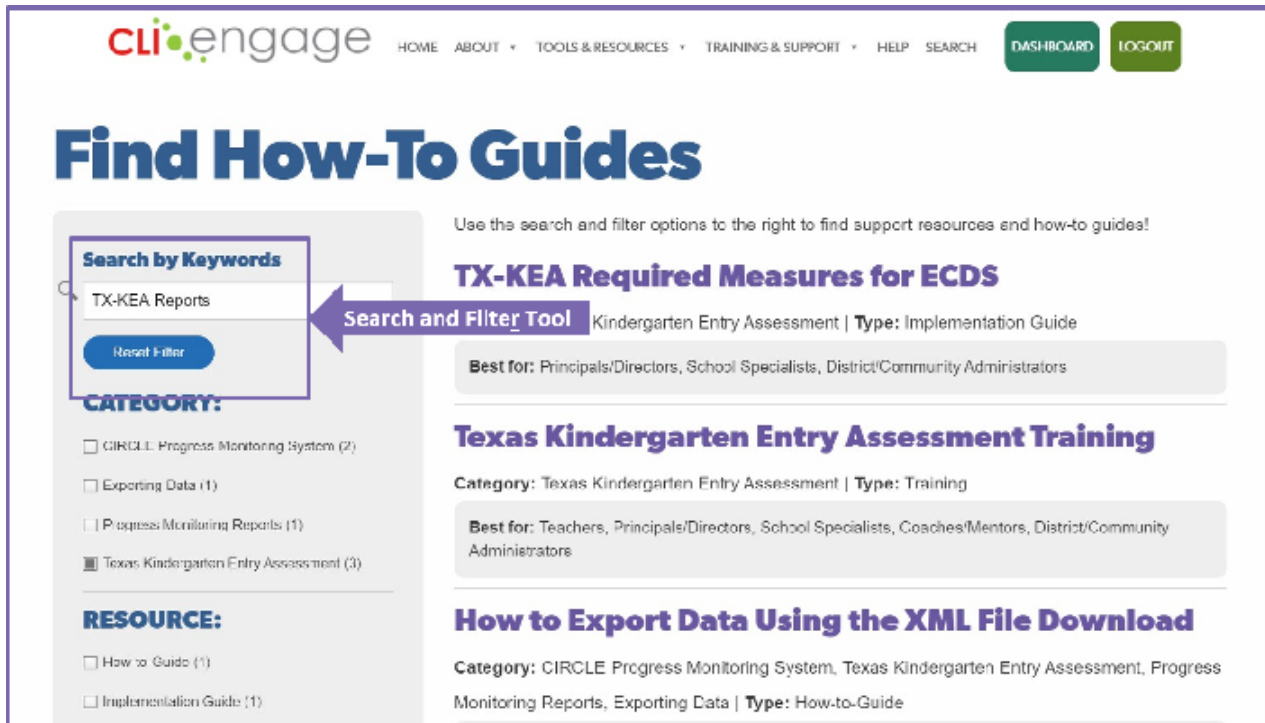 cli engage HOME ABOUT TOOLS & RESOURCES TRAINING & SUPPORT HELP SEARCH DASHBOARD LOGOUT
Find How-To Guides
Search by Keywords
TX-KEA Reports
Reset Filter
Search and Filter Tool
CATEGORY:
CIRCLE Progress Monitoring System (2)
Exporting Data (1)
Progress Monitoring Reports (1)
Texas Kindergarten Entry Assessment (3)
RESOURCE:
How to Guide (1)
Implementation Guide (1)
Use the search and filter options to the right to find support resources and how-to guides!
TX-KEA Required Measures for ECDS
Kindergarten Entry Assessment | Type: Implementation Guide
Best for: Principals/Directors, School Specialists, District/Community Administrators
Texas Kindergarten Entry Assessment Training
Category: Texas Kindergarten Entry Assessment | Type: Training
Best for: Teachers, Principals/Directors, School Specialists, Coaches/Mentors, District/Community
Administrators
How to Export Data Using the XML File Download
Category: CIRCLE Progress Monitoring System, Texas Kindergarten Entry Assessment, Progress
Monitoring Reports, Exporting Data | Type: How-to-Guide